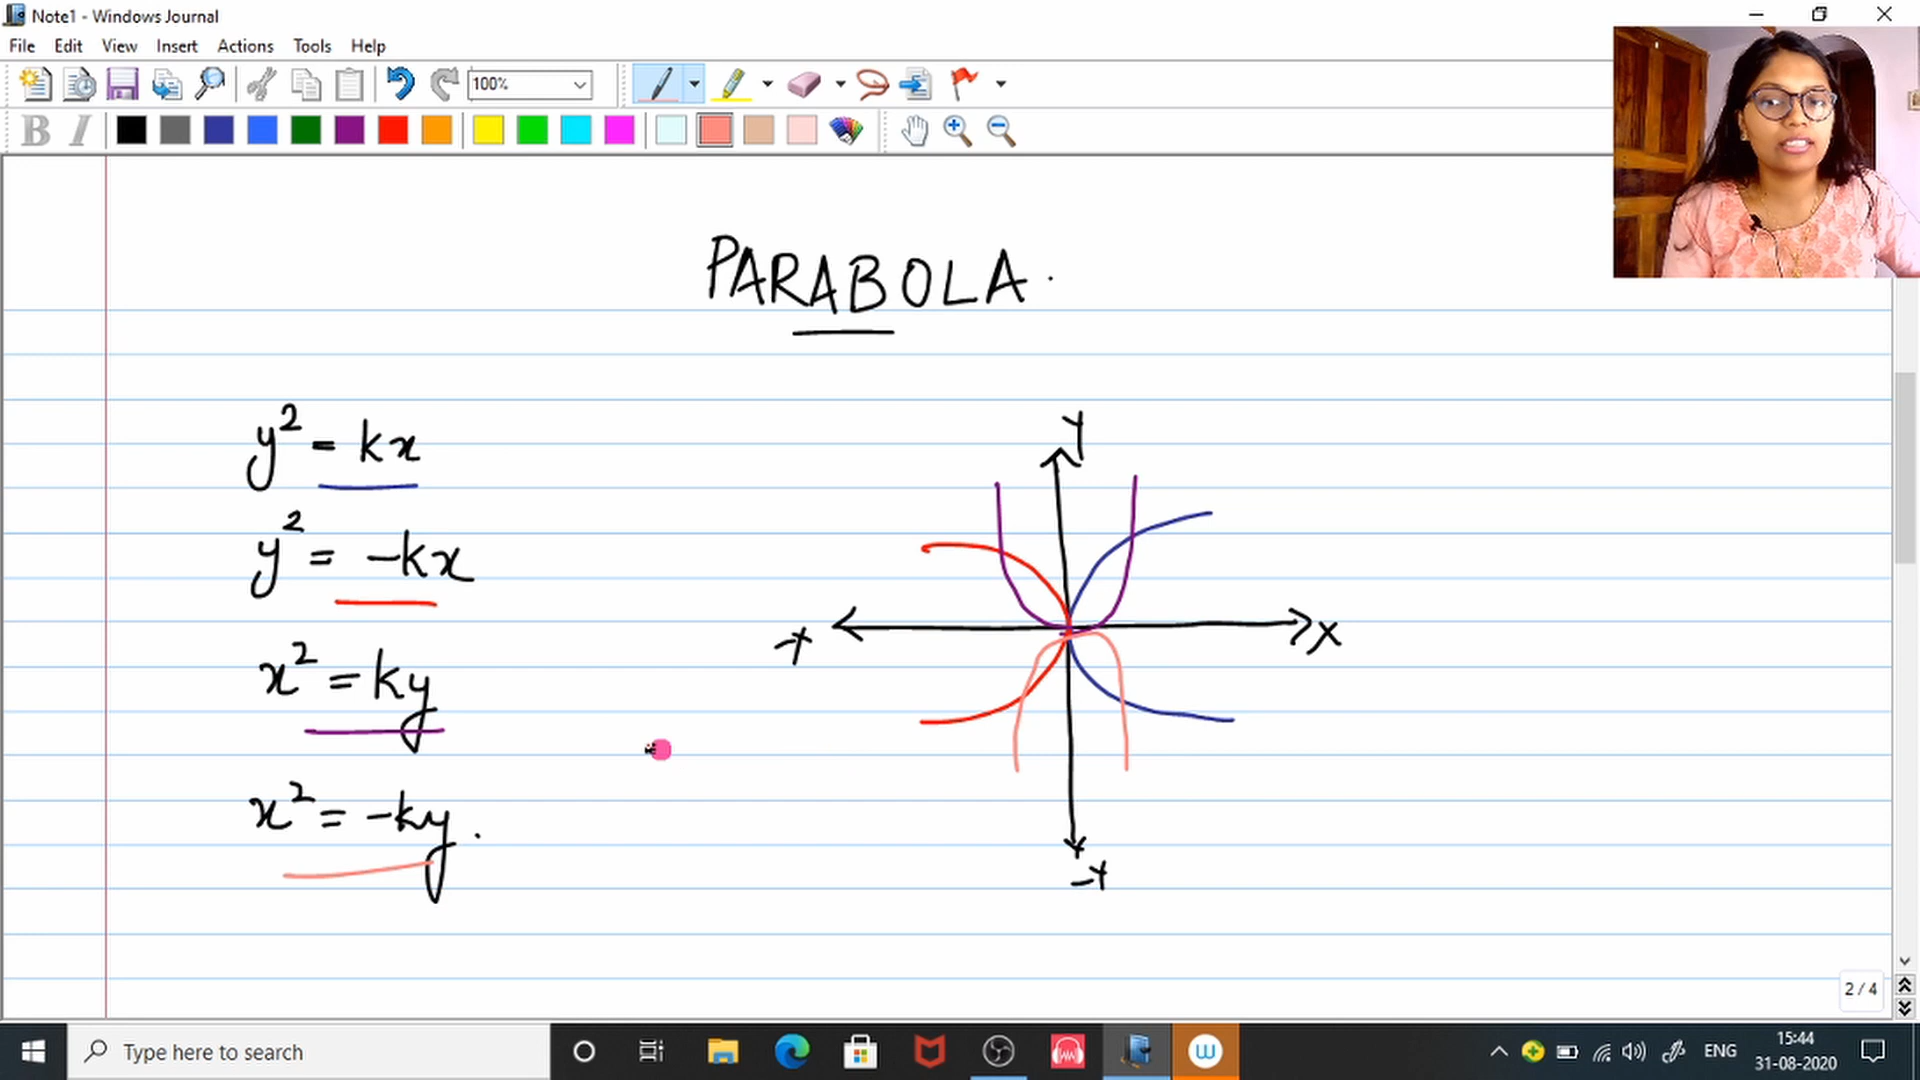 Note1 - Windows Journal
File Edit View Insert Actions Tools Help
100%
B I
PARABOLA.
y² = kx
y² = -kx
x² = ky
x² = -ky.
Y
-X
X
-Y
2 / 4
Type here to search
W
ENG
15:44
31-08-2020